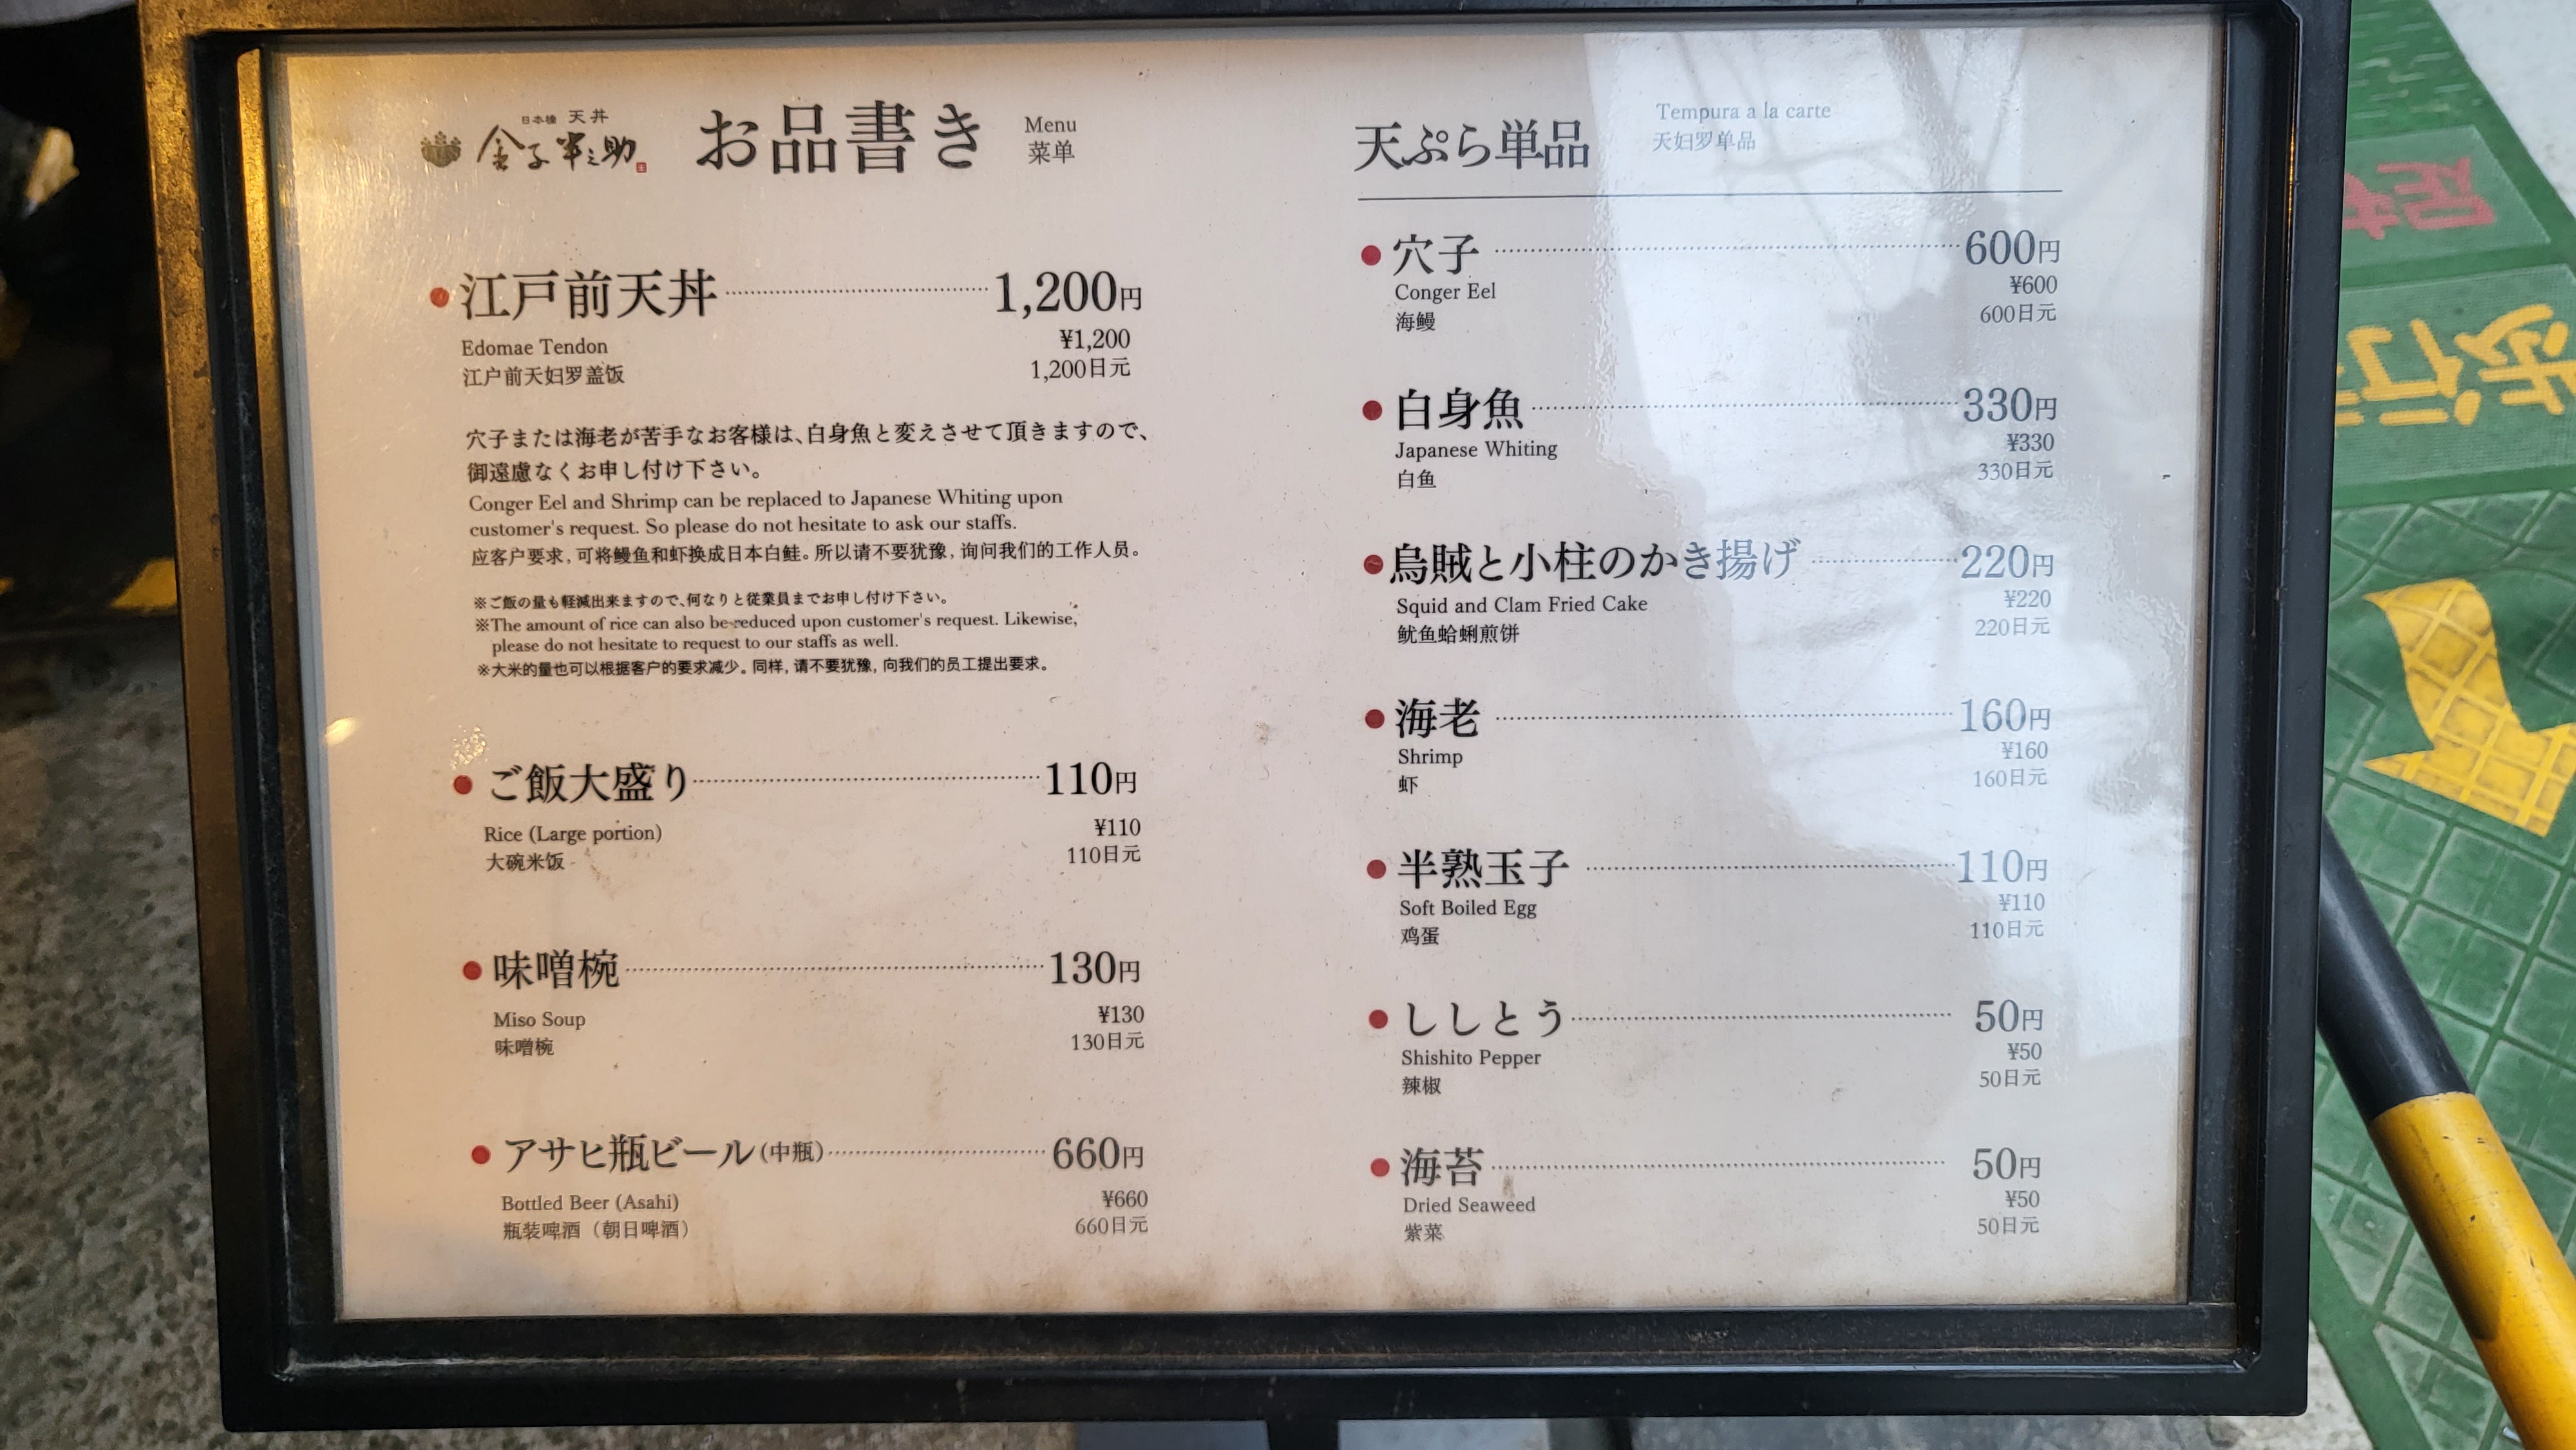 日本橋 天丼
金子半之助
お品書き
Menu
菜单
江戸前天丼 1,200円
Edomae Tendon ¥1,200
江户前天妇罗盖饭 1,200日元
穴子または海老が苦手なお客様は、白身魚と変えさせて頂きますので、
御遠慮なくお申し付け下さい。
Conger Eel and Shrimp can be replaced to Japanese Whiting upon
customer's request. So please do not hesitate to ask our staffs.
应客户要求，可将鳗鱼和虾换成日本白鲑。所以请不要犹豫，询问我们的工作人员。
※ご飯の量も軽減出来ますので、何なりと従業員までお申し付け下さい。
※The amount of rice can also be reduced upon customer's request. Likewise,
please do not hesitate to request to our staffs as well.
※大米的量也可以根据客户的要求减少。同样，请不要犹豫，向我们的员工提出要求。
ご飯大盛り 110円
Rice (Large portion) ¥110
大碗米饭 110日元
味噌椀 130円
Miso Soup ¥130
味噌椀 130日元
アサヒ瓶ビール(中瓶) 660円
Bottled Beer (Asahi) ¥660
瓶装啤酒（朝日啤酒） 660日元
天ぷら単品
Tempura a la carte
天妇罗单品
穴子 600円
Conger Eel ¥600
海鳗 600日元
白身魚 330円
Japanese Whiting ¥330
白鱼 330日元
烏賊と小柱のかき揚げ 220円
Squid and Clam Fried Cake ¥220
鱿鱼蛤蜊煎饼 220日元
海老 160円
Shrimp ¥160
虾 160日元
半熟玉子 110円
Soft Boiled Egg ¥110
鸡蛋 110日元
ししとう 50円
Shishito Pepper ¥50
辣椒 50日元
海苔 50円
Dried Seaweed ¥50
紫菜 50日元
足も
歩行